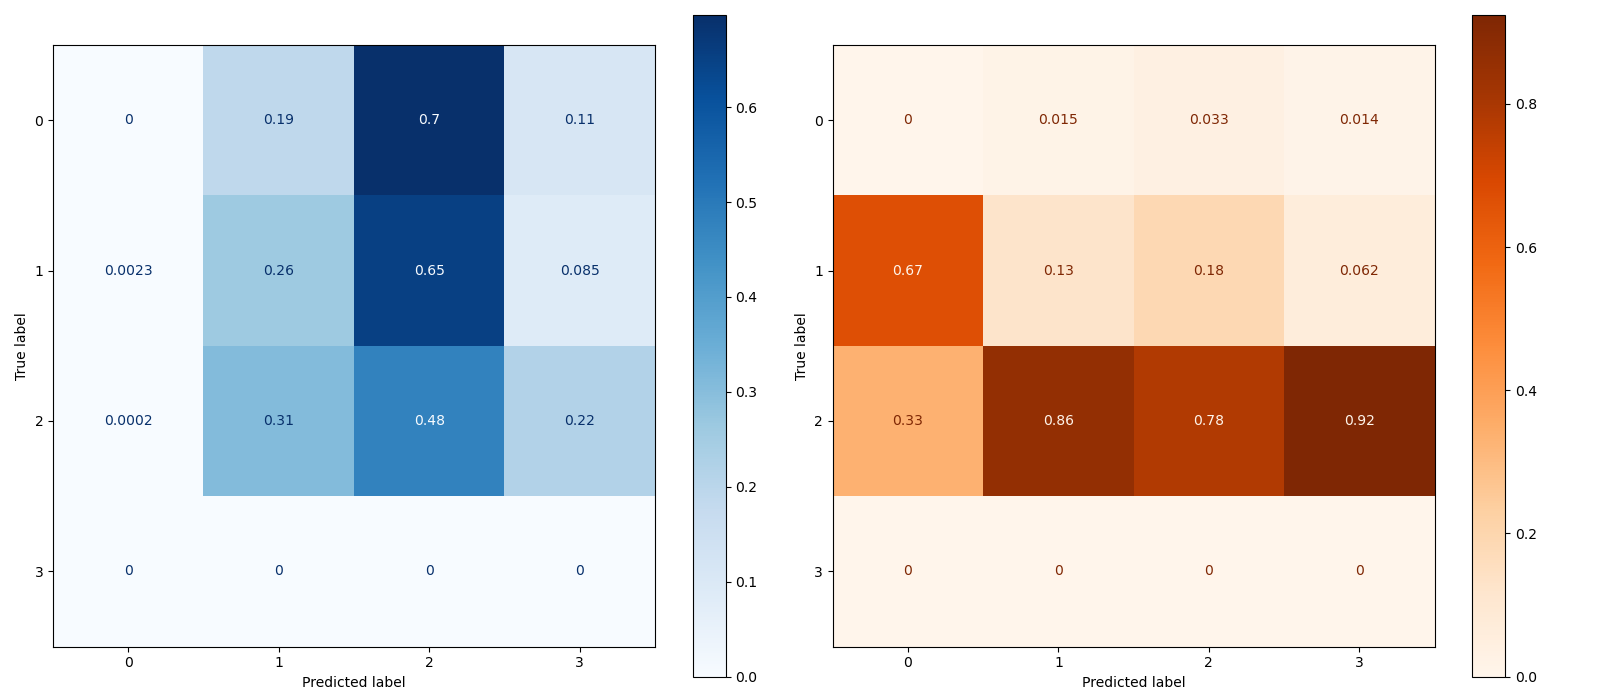 0 0 0.19 0.7 0.11
1 0.0023 0.26 0.65 0.085
2 0.0002 0.31 0.48 0.22
3 0 0 0 0
0 1 2 3
Predicted label
True label
0.6
0.5
0.4
0.3
0.2
0.1
0.0
0 0 0.015 0.033 0.014
1 0.67 0.13 0.18 0.062
2 0.33 0.86 0.78 0.92
3 0 0 0 0
0 1 2 3
Predicted label
True label
0.8
0.6
0.4
0.2
0.0